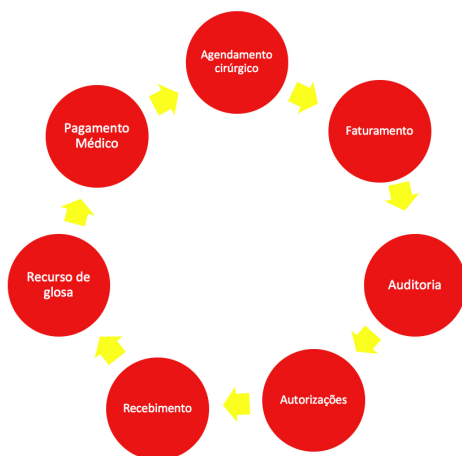 Agendamento
cirúrgico
Faturamento
Auditoria
Autorizações
Recebimento
Recurso de
glosa
Pagamento
Médico